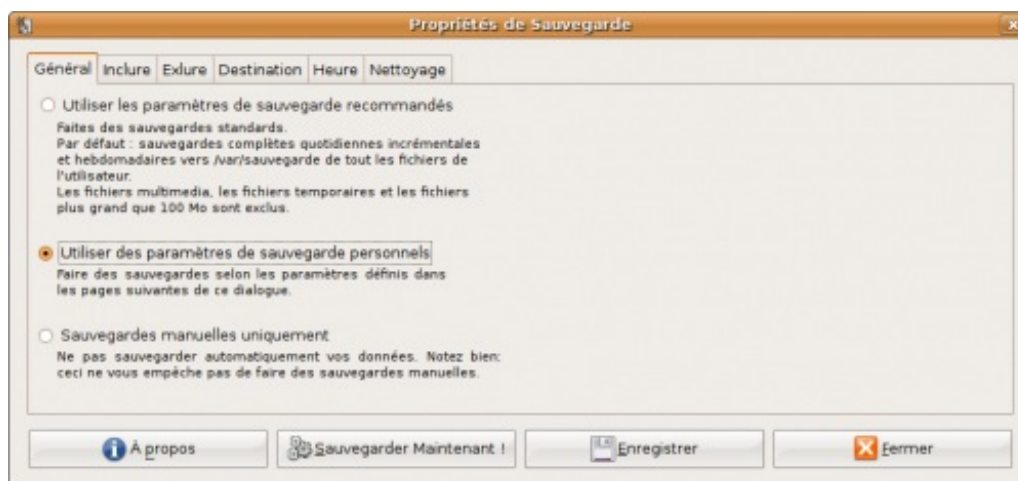 Propriétés de Sauvegarde
Général Inclure Exlure Destination Heure Nettoyage
Utiliser les paramètres de sauvegarde recommandés
Faites des sauvegardes standards.
Par défaut : sauvegardes complètes quotidiennes incrémentales
et hebdomadaires vers /var/sauvegarde de tout les fichiers de
l'utilisateur.
Les fichiers multimedia, les fichiers temporaires et les fichiers
plus grand que 100 Mo sont exclus.
Utiliser des paramètres de sauvegarde personnels
Faire des sauvegardes selon les paramètres définis dans
les pages suivantes de ce dialogue.
Sauvegardes manuelles uniquement
Ne pas sauvegarder automatiquement vos données. Notez bien:
ceci ne vous empêche pas de faire des sauvegardes manuelles.
À propos Sauvegarder Maintenant ! Enregistrer Fermer